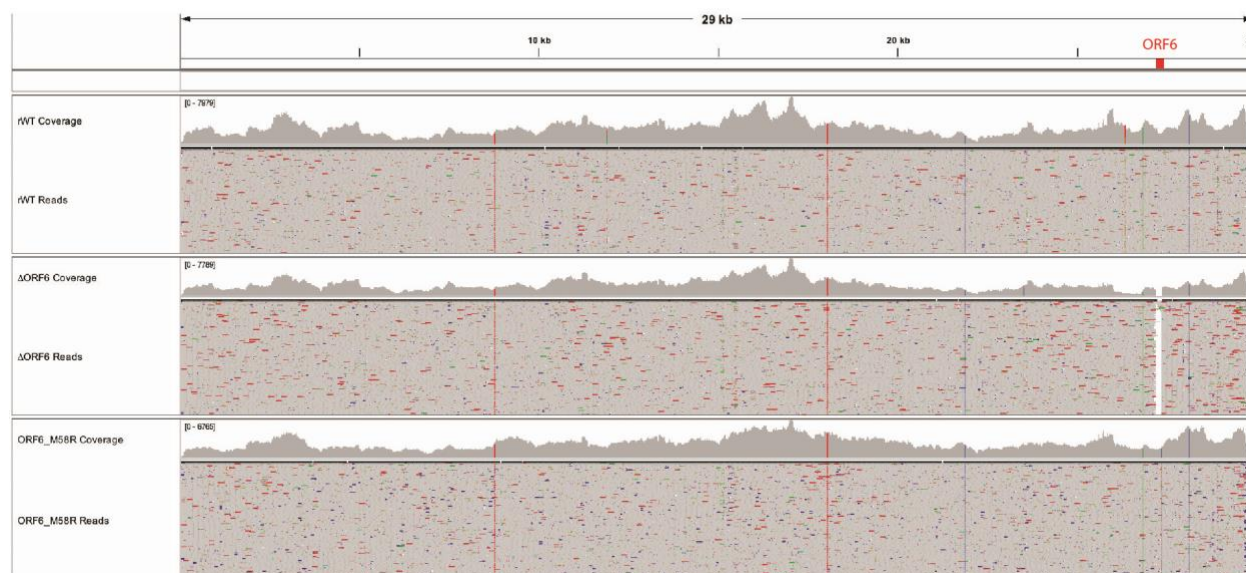 29 kb
10 kb
20 kb
ORF6
[0 - 7979]
rWT Coverage
rWT Reads
[0 - 7789]
ΔORF6 Coverage
ΔORF6 Reads
[0 - 6765]
ORF6_M58R Coverage
ORF6_M58R Reads